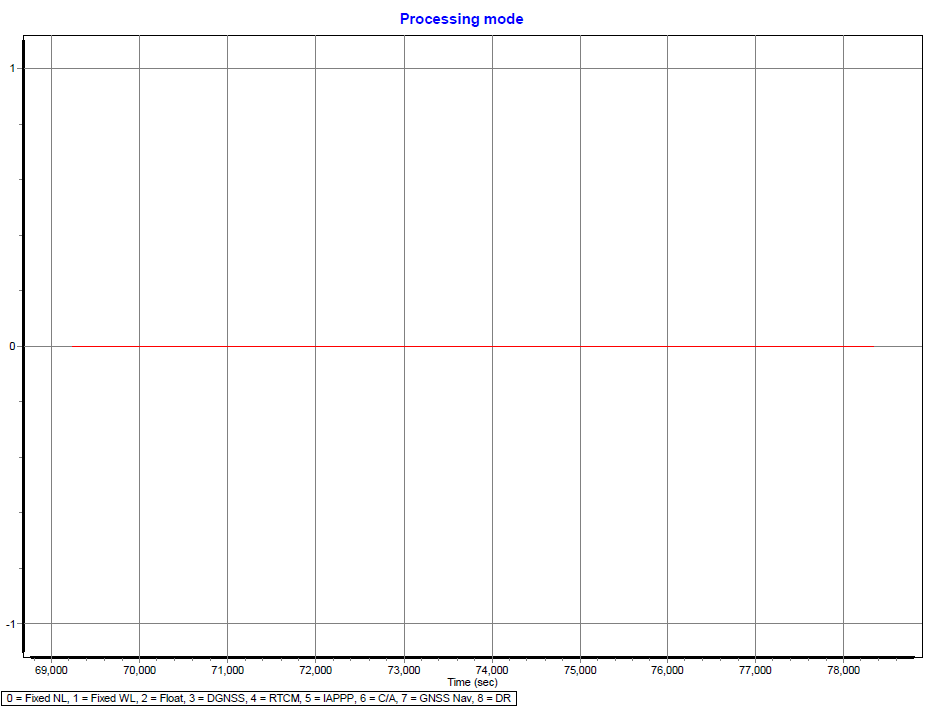 Processing mode
1
0
-1
69,000 70,000 71,000 72,000 73,000 74,000 75,000 76,000 77,000 78,000
Time (sec)
0 = Fixed NL, 1 = Fixed WL, 2 = Float, 3 = DGNSS, 4 = RTCM, 5 = IAPPP, 6 = C/A, 7 = GNSS Nav, 8 = DR